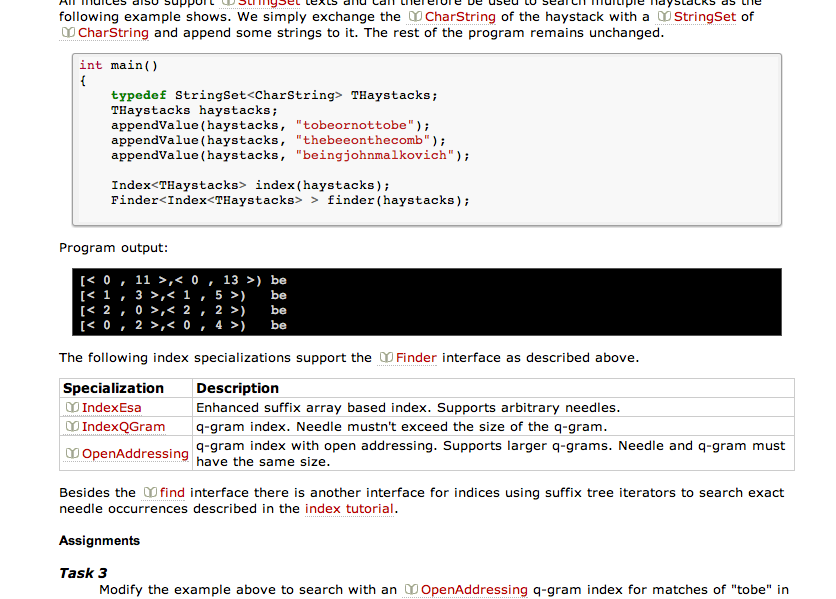 All indices also support StringSet texts and can therefore be used to search multiple haystacks as the
following example shows. We simply exchange the CharString of the haystack with a StringSet of
CharString and append some strings to it. The rest of the program remains unchanged.
int main()
{
typedef StringSet<CharString> THaystacks;
THaystacks haystacks;
appendValue(haystacks, "tobeornottobe");
appendValue(haystacks, "thebeeonthecomb");
appendValue(haystacks, "beingjohnmalkovich");
Index<THaystacks> index(haystacks);
Finder<Index<THaystacks> > finder(haystacks);
Program output:
[< 0 , 11 >,< 0 , 13 >) be
[< 1 , 3 >,< 1 , 5 >) be
[< 2 , 0 >,< 2 , 2 >) be
[< 0 , 2 >,< 0 , 4 >) be
The following index specializations support the Finder interface as described above.
Specialization Description
IndexEsa Enhanced suffix array based index. Supports arbitrary needles.
IndexQGram q-gram index. Needle mustn't exceed the size of the q-gram.
OpenAddressing q-gram index with open addressing. Supports larger q-grams. Needle and q-gram must
have the same size.
Besides the find interface there is another interface for indices using suffix tree iterators to search exact
needle occurrences described in the index tutorial.
Assignments
Task 3
Modify the example above to search with an OpenAddressing q-gram index for matches of "tobe" in